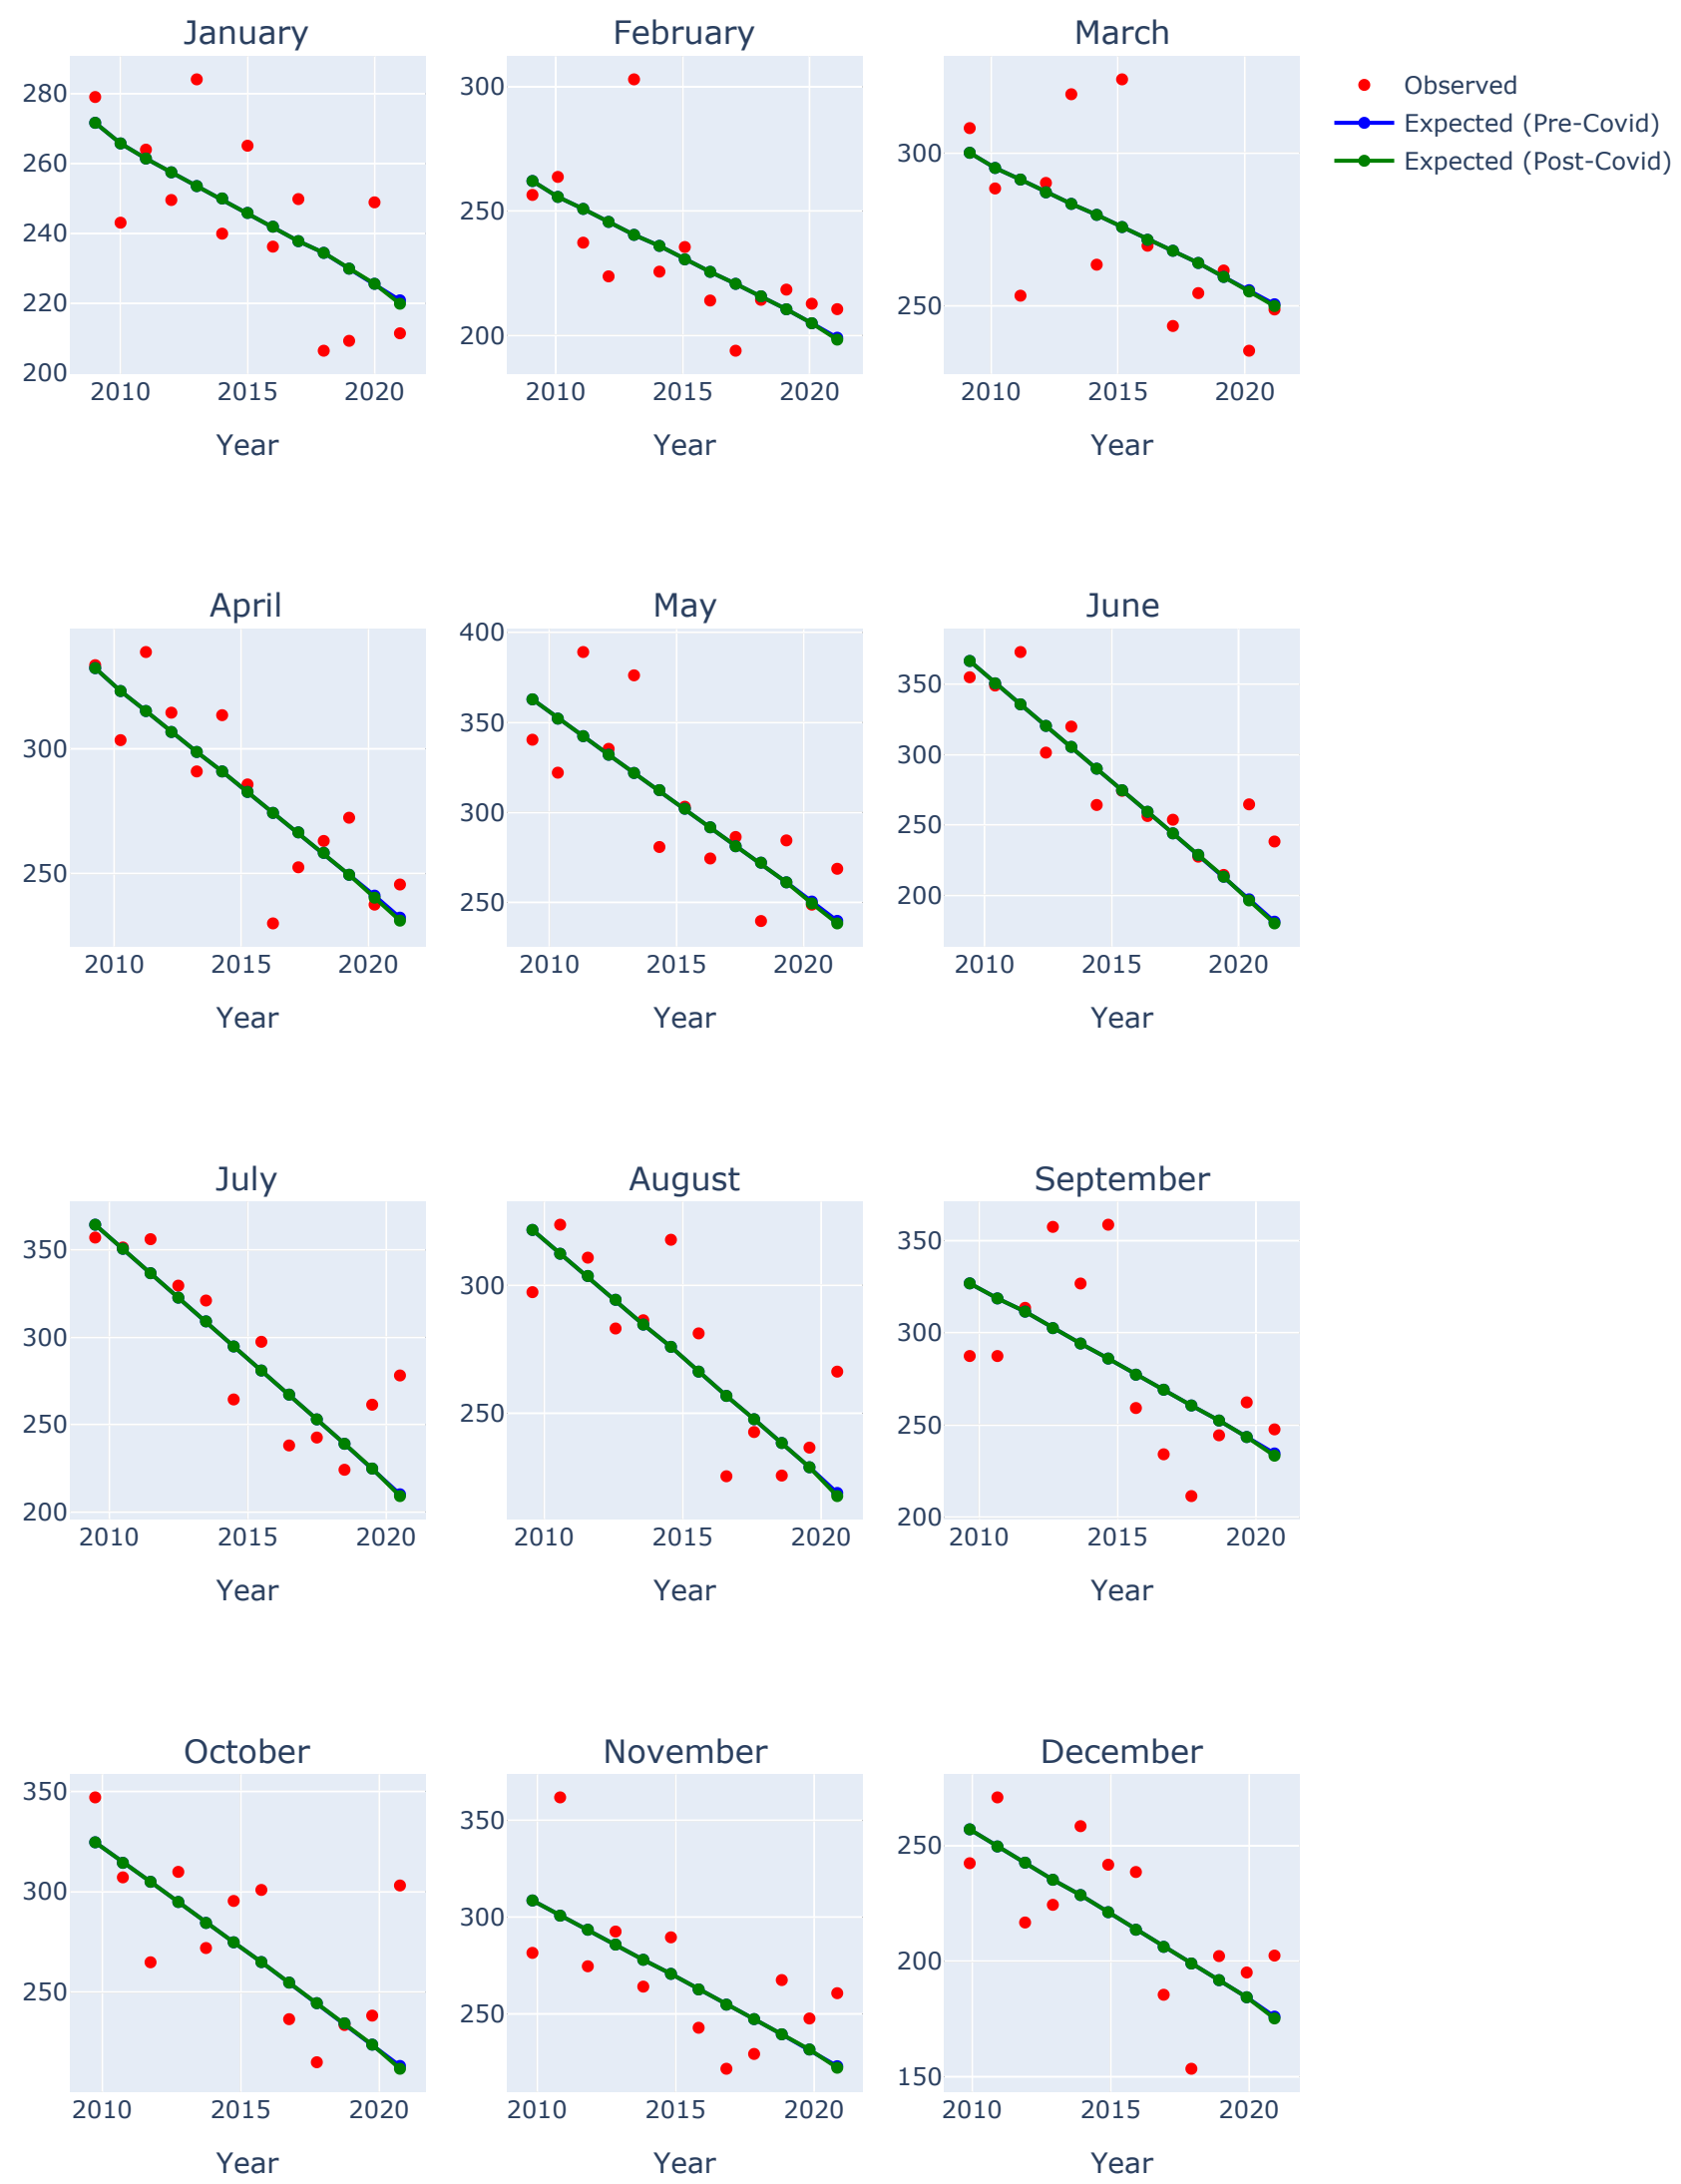 January February March
280
260
240
220
200
2010 2015 2020
Year
300
250
200
2010 2015 2020
Year
300
250
2010 2015 2020
Year
Observed
Expected (Pre-Covid)
Expected (Post-Covid)
April May June
300
250
2010 2015 2020
Year
400
350
300
250
2010 2015 2020
Year
350
300
250
200
2010 2015 2020
Year
July August September
350
300
250
200
2010 2015 2020
Year
300
250
2010 2015 2020
Year
350
300
250
200
2010 2015 2020
Year
October November December
350
300
250
2010 2015 2020
Year
350
300
250
2010 2015 2020
Year
250
200
150
2010 2015 2020
Year